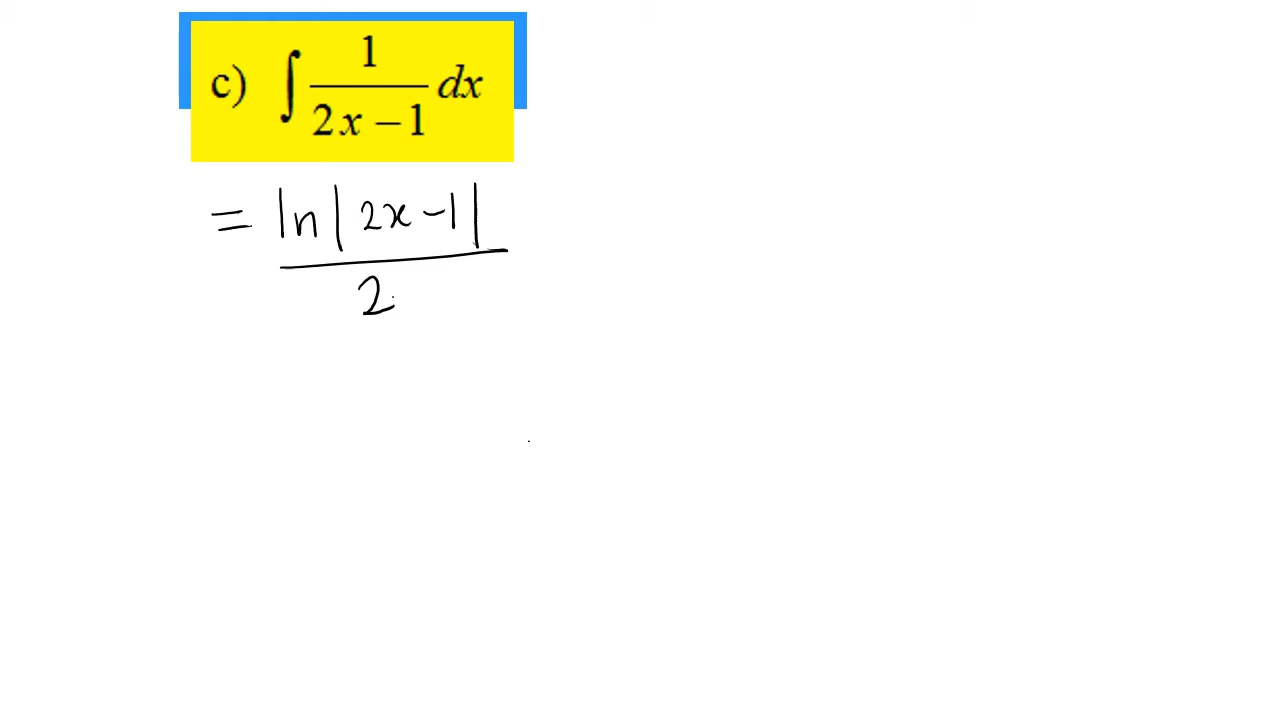 c) ∫ 1/(2x − 1) dx
= ln|2x − 1|
2